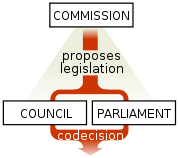 COMMISSION
proposes
legislation
COUNCIL PARLIAMENT
codecision